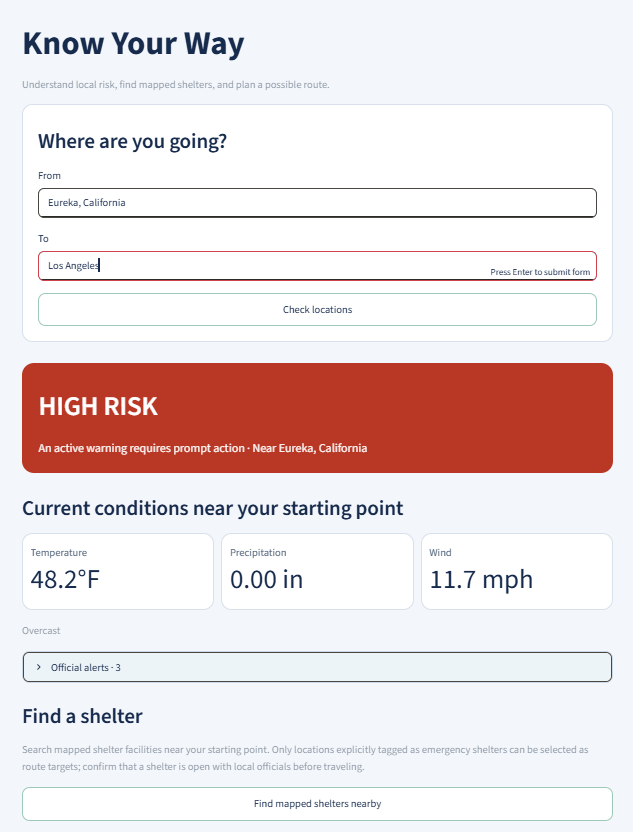 Know Your Way
Understand local risk, find mapped shelters, and plan a possible route.
Where are you going?
From
Eureka, California
To
Los Angeles
Press Enter to submit form
Check locations
HIGH RISK
An active warning requires prompt action · Near Eureka, California
Current conditions near your starting point
Temperature
48.2°F
Precipitation
0.00 in
Wind
11.7 mph
Overcast
Official alerts · 3
Find a shelter
Search mapped shelter facilities near your starting point. Only locations explicitly tagged as emergency shelters can be selected as
route targets; confirm that a shelter is open with local officials before traveling.
Find mapped shelters nearby